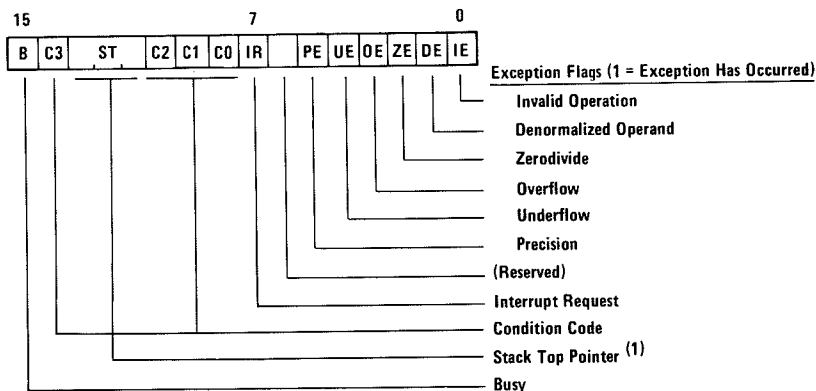 15 7 0
B C3 ST C2 C1 C0 IR PE UE OE ZE DE IE
Exception Flags (1 = Exception Has Occurred)
Invalid Operation
Denormalized Operand
Zerodivide
Overflow
Underflow
Precision
(Reserved)
Interrupt Request
Condition Code
Stack Top Pointer (1)
Busy